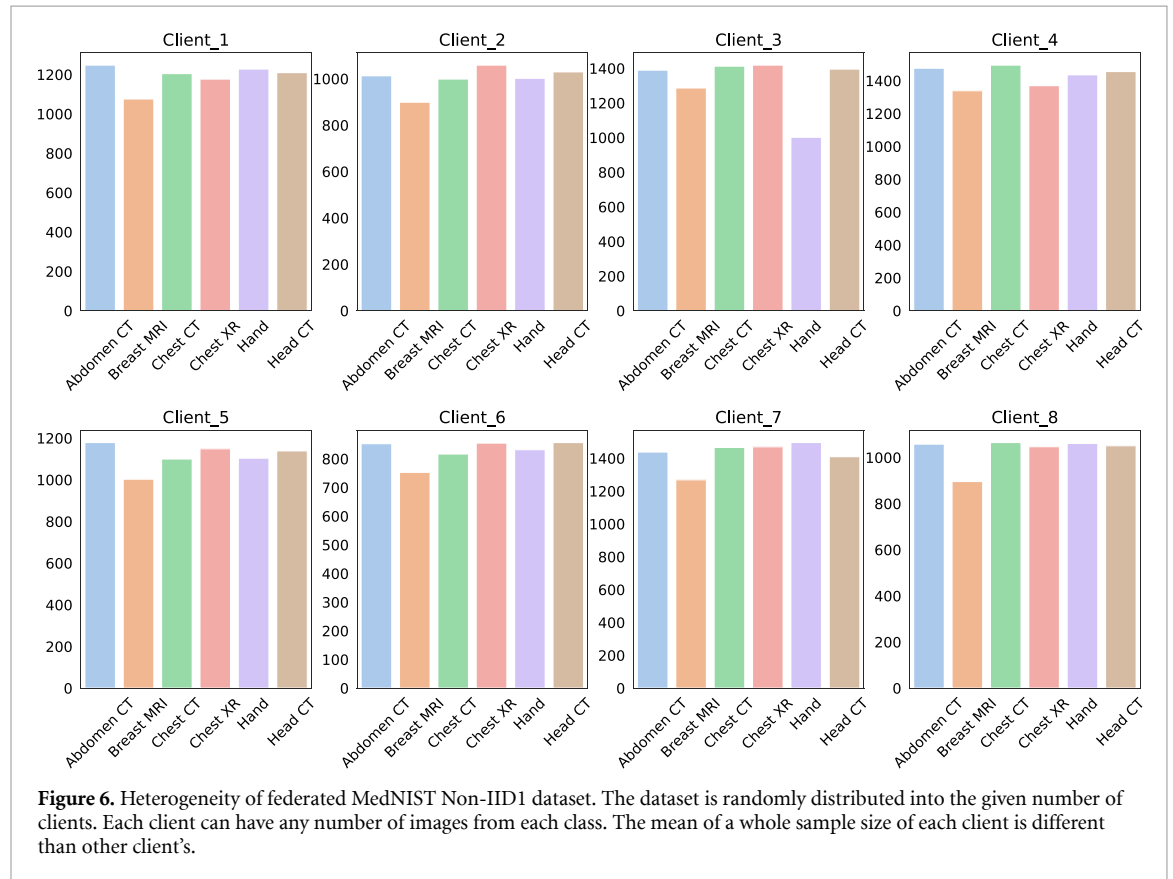 Client_1
Client_2
Client_3
Client_4
1200
1000
800
600
400
200
0
1000
800
600
400
200
0
1400
1200
1000
800
600
400
200
0
1400
1200
1000
800
600
400
200
0
Abdomen CT
Breast MRI
Chest CT
Chest XR
Hand
Head CT
Abdomen CT
Breast MRI
Chest CT
Chest XR
Hand
Head CT
Abdomen CT
Breast MRI
Chest CT
Chest XR
Hand
Head CT
Abdomen CT
Breast MRI
Chest CT
Chest XR
Hand
Head CT
Client_5
Client_6
Client_7
Client_8
1200
1000
800
600
400
200
0
800
700
600
500
400
300
200
100
0
1400
1200
1000
800
600
400
200
0
1000
800
600
400
200
0
Abdomen CT
Breast MRI
Chest CT
Chest XR
Hand
Head CT
Abdomen CT
Breast MRI
Chest CT
Chest XR
Hand
Head CT
Abdomen CT
Breast MRI
Chest CT
Chest XR
Hand
Head CT
Abdomen CT
Breast MRI
Chest CT
Chest XR
Hand
Head CT
Figure 6. Heterogeneity of federated MedNIST Non-IID1 dataset. The dataset is randomly distributed into the given number of
clients. Each client can have any number of images from each class. The mean of a whole sample size of each client is different
than other client's.